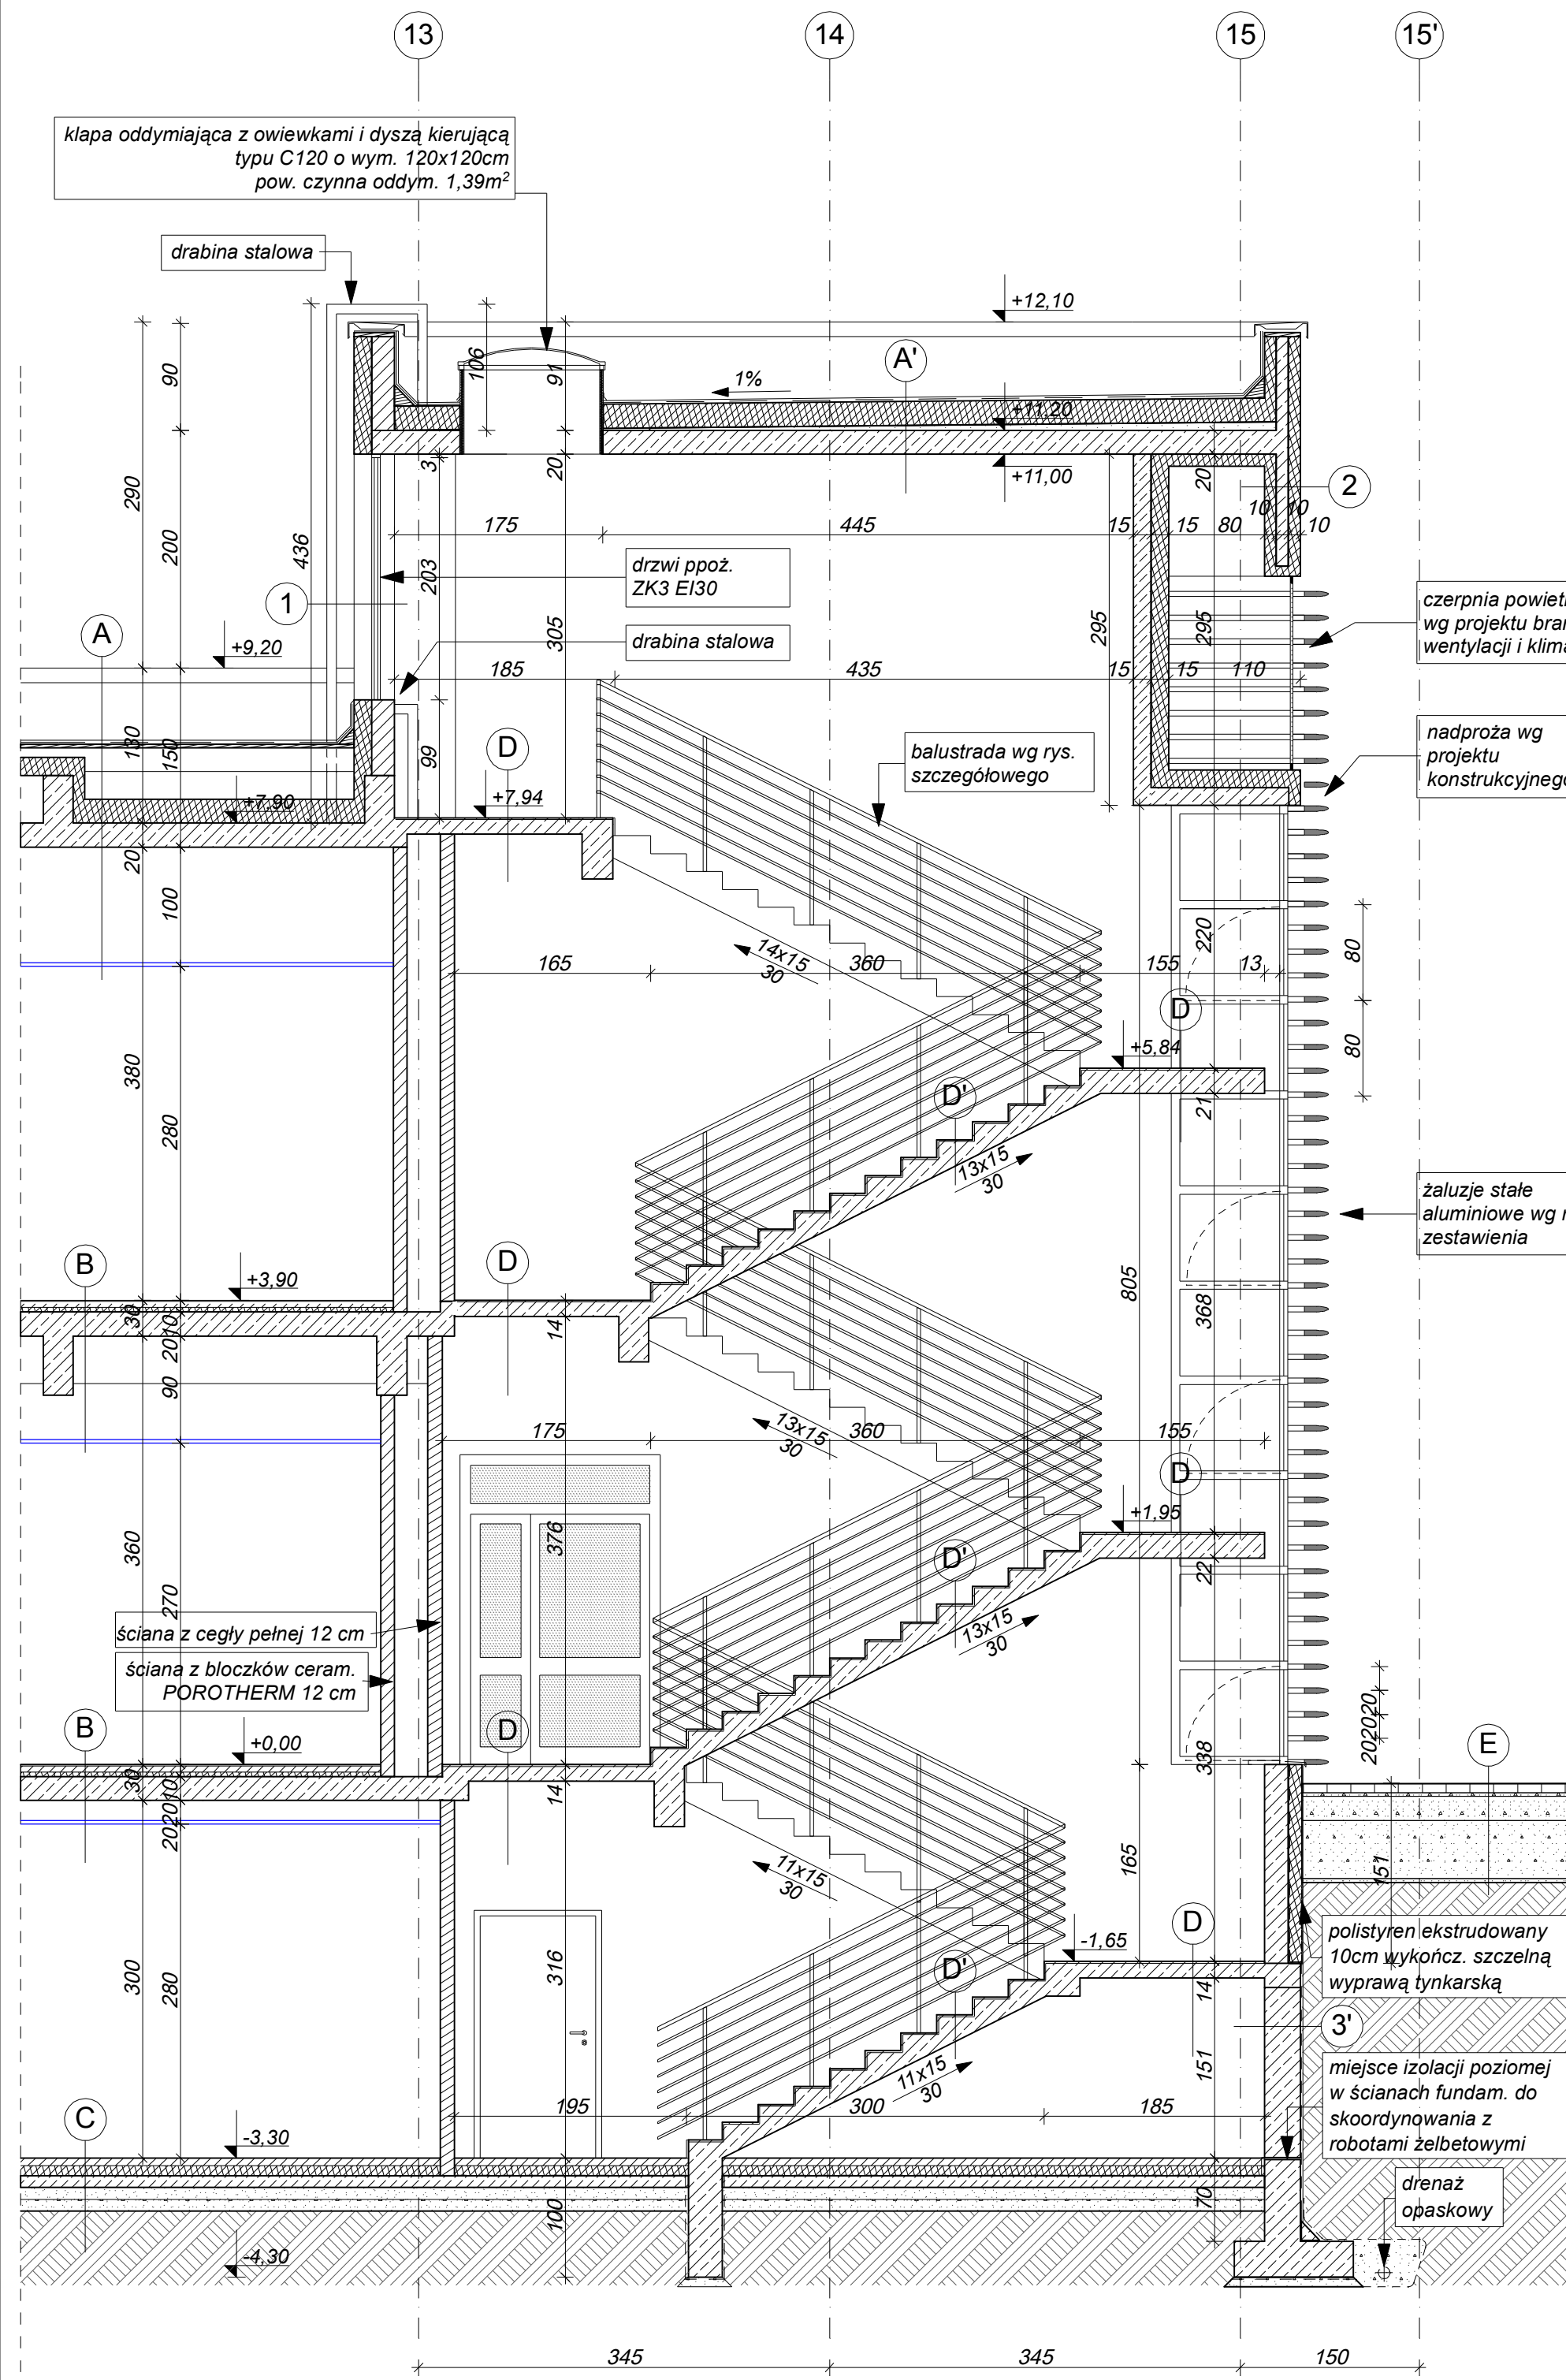 13
14
15
15'
klapa oddymiająca z owiewkami i dyszą kierującą
typu C120 o wym. 120x120cm
pow. czynna oddym. 1,39m²
drabina stalowa
+12,10
90
106
91
1%
A'
+11,20
+11,00
3
20
20
2
290
200
436
175
445
15
15
80
10
10
10
drzwi ppoż.
ZK3 EI30
203
1
305
295
295
czerpnia powiet
wg projektu bran
wentylacji i klima
A
+9,20
drabina stalowa
185
435
15
15
110
130
150
99
D
balustrada wg rys.
szczegółowego
nadproża wg
projektu
konstrukcyjnego
+7,90
+7,94
20
100
220
80
14x15
30
165
360
155
13
D
80
+5,84
380
280
D'
21
13x15
30
żaluzje stałe
aluminiowe wg r
zestawienia
B
D
+3,90
805
368
30
10
20
14
90
13x15
30
175
360
155
D
+1,95
360
376
D'
22
270
13x15
30
ściana z cegły pełnej 12 cm
ściana z bloczków ceram.
POROTHERM 12 cm
B
D
+0,00
20
20
20
E
338
30
10
20
20
14
151
165
11x15
30
D
-1,65
polistyren ekstrudowany
10cm wykończ. szczelną
wyprawą tynkarską
300
280
316
D'
14
3'
151
11x15
30
miejsce izolacji poziomej
w ścianach fundam. do
skoordynowania z
robotami żelbetowymi
C
195
300
185
-3,30
drenaż
opaskowy
100
70
-4,30
345
345
150